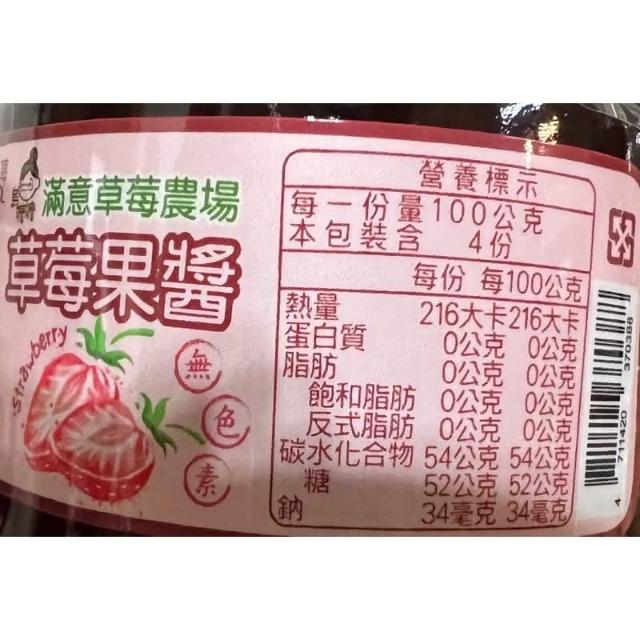 滿意草莓農場
草莓果醬
Strawberry
無
色
素
營養標示
每一份量100公克
本包裝含 4份
每份 每100公克
熱量 216大卡 216大卡
蛋白質 0公克 0公克
脂肪 0公克 0公克
飽和脂肪 0公克 0公克
反式脂肪 0公克 0公克
碳水化合物 54公克 54公克
糖 52公克 52公克
鈉 34毫克 34毫克
4 711420 370386